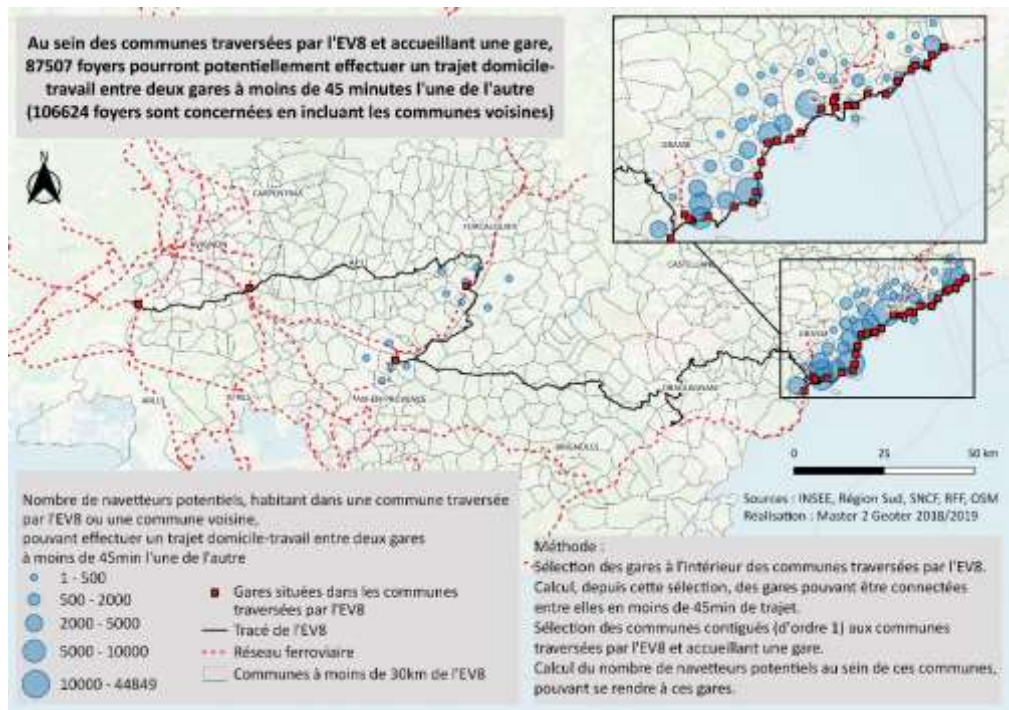 Au sein des communes traversées par l'EV8 et accueillant une gare,
87507 foyers pourront potentiellement effectuer un trajet domicile-
travail entre deux gares à moins de 45 minutes l'une de l'autre
(106624 foyers sont concernées en incluant les communes voisines)
N
CARPENTRAS
AVIGNON
APT
FORCALQUIER
CASTELLANE
GRASSE
GRASSE
ARLES
ISTRES
AIX-EN-PROVENCE
DRAGUIGNAN
BRIGNOLES
0 25 50 km
Sources : INSEE, Région Sud, SNCF, RFF, OSM
Réalisation : Master 2 Geoter 2018/2019
Nombre de navetteurs potentiels, habitant dans une commune traversée
par l'EV8 ou une commune voisine,
pouvant effectuer un trajet domicile-travail entre deux gares
à moins de 45min l'une de l'autre
1 - 500
500 - 2000
2000 - 5000
5000 - 10000
10000 - 44849
Gares situées dans les communes
traversées par l'EV8
Tracé de l'EV8
Réseau ferroviaire
Communes à moins de 30km de l'EV8
Méthode :
Sélection des gares à l'intérieur des communes traversées par l'EV8.
Calcul, depuis cette sélection, des gares pouvant être connectées
entre elles en moins de 45min de trajet.
Sélection des communes contiguës (d'ordre 1) aux communes
traversées par l'EV8 et accueillant une gare.
Calcul du nombre de navetteurs potentiels au sein de ces communes,
pouvant se rendre à ces gares.